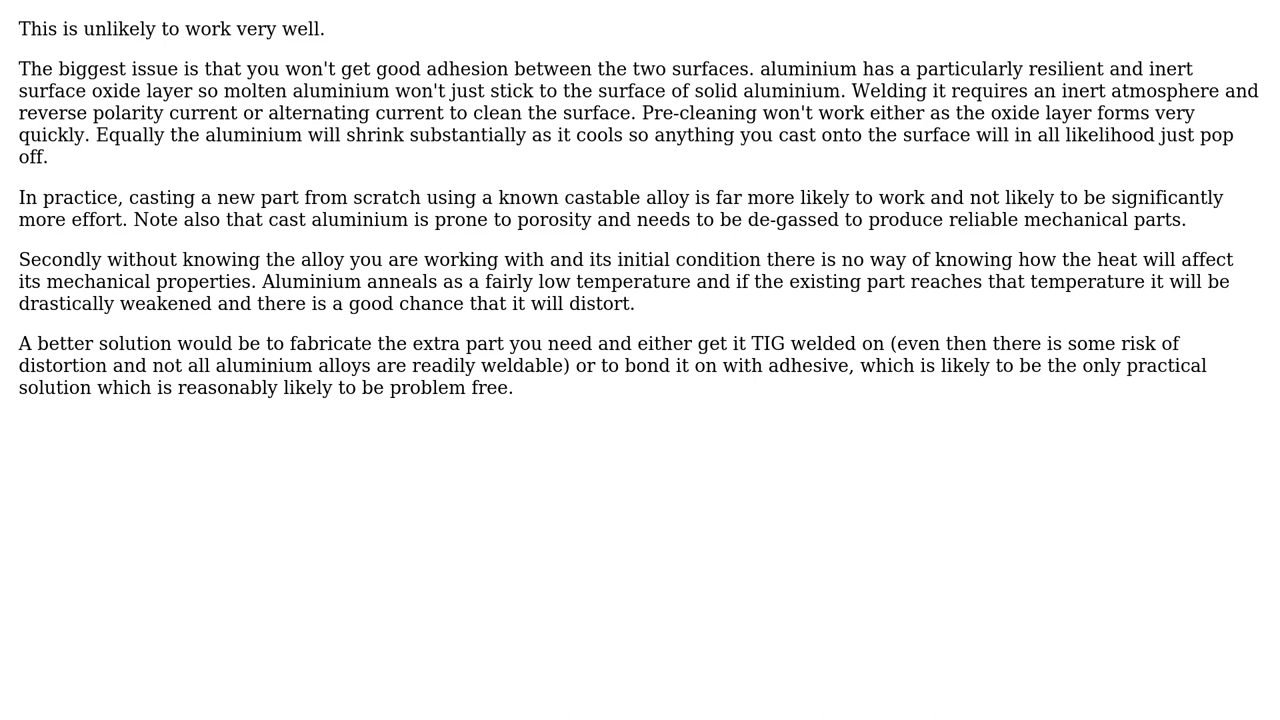 This is unlikely to work very well.
The biggest issue is that you won't get good adhesion between the two surfaces. aluminium has a particularly resilient and inert
surface oxide layer so molten aluminium won't just stick to the surface of solid aluminium. Welding it requires an inert atmosphere and
reverse polarity current or alternating current to clean the surface. Pre-cleaning won't work either as the oxide layer forms very
quickly. Equally the aluminium will shrink substantially as it cools so anything you cast onto the surface will in all likelihood just pop
off.
In practice, casting a new part from scratch using a known castable alloy is far more likely to work and not likely to be significantly
more effort. Note also that cast aluminium is prone to porosity and needs to be de-gassed to produce reliable mechanical parts.
Secondly without knowing the alloy you are working with and its initial condition there is no way of knowing how the heat will affect
its mechanical properties. Aluminium anneals as a fairly low temperature and if the existing part reaches that temperature it will be
drastically weakened and there is a good chance that it will distort.
A better solution would be to fabricate the extra part you need and either get it TIG welded on (even then there is some risk of
distortion and not all aluminium alloys are readily weldable) or to bond it on with adhesive, which is likely to be the only practical
solution which is reasonably likely to be problem free.